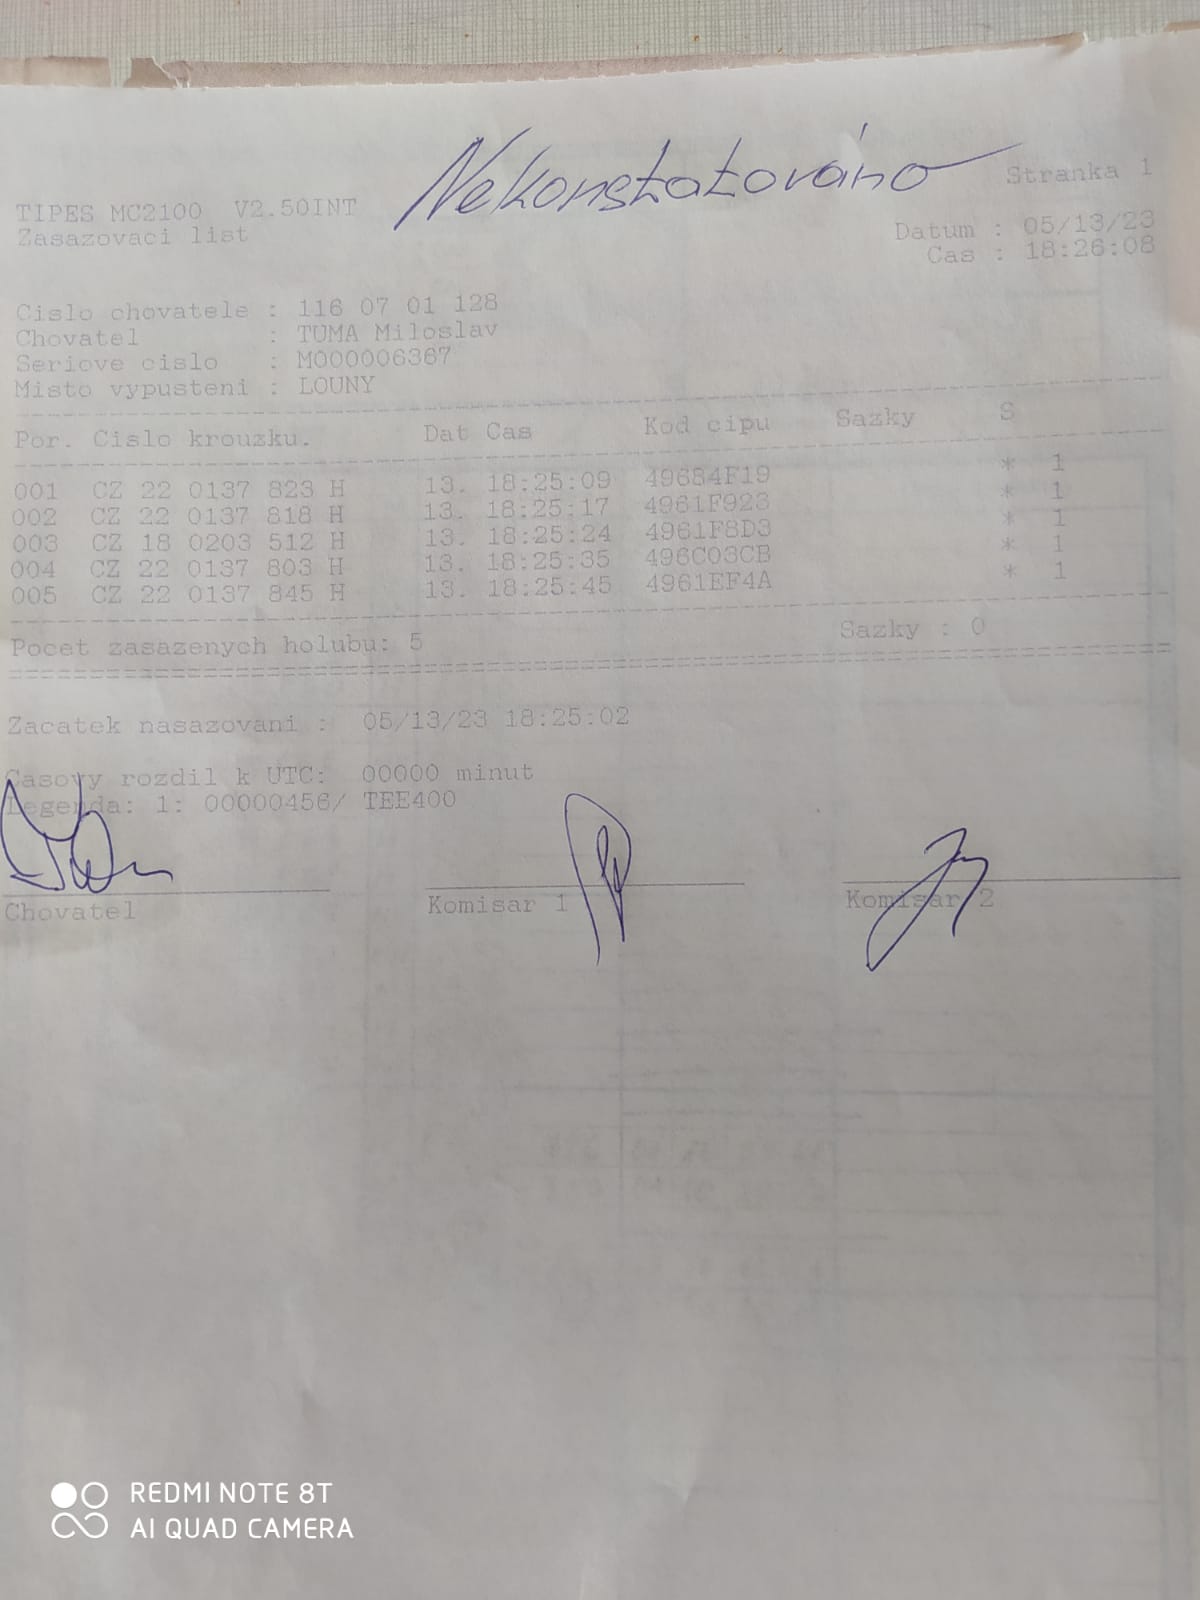 Nekonstatováno
Stranka 1
TIPES MC2100 V2.50INT
Zasazovaci list
Datum : 05/13/23
Cas : 18:26:08
Cislo chovatele : 116 07 01 128
Chovatel : TUMA Miloslav
Seriove cislo : M000006367
Misto vypusteni : LOUNY
Por. Cislo krouzku. Dat Cas Kod cipu Sazky S
001 CZ 22 0137 823 H 13. 18:25:09 49684F19 * 1
002 CZ 22 0137 818 H 13. 18:25:17 4961F923 * 1
003 CZ 18 0203 512 H 13. 18:25:24 4961F8D3 * 1
004 CZ 22 0137 803 H 13. 18:25:35 496C03CB * 1
005 CZ 22 0137 845 H 13. 18:25:45 4961EF4A * 1
Pocet zasazenych holubu: 5 Sazky : 0
Zacatek nasazovani : 05/13/23 18:25:02
Casovy rozdil k UTC: 00000 minut
Legenda: 1: 00000456/ TEE400
Chovatel Komisar 1 Komisar 2
REDMI NOTE 8T
AI QUAD CAMERA